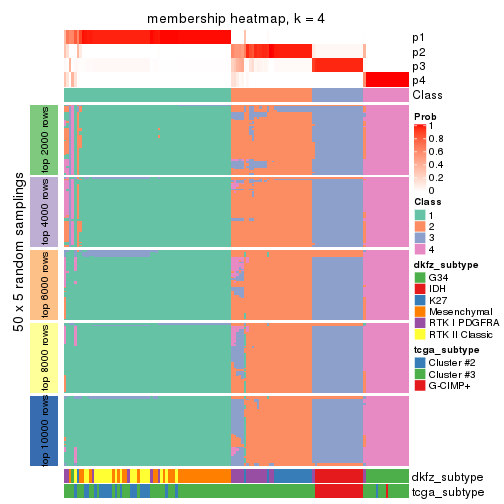 membership heatmap, k = 4
p1
p2
p3
p4
Class
50 x 5 random samplings
top 2000 rows
top 4000 rows
top 6000 rows
top 8000 rows
top 10000 rows
dkfz_subtype
tcga_subtype
Prob
1
0.8
0.6
0.4
0.2
0
Class
1
2
3
4
dkfz_subtype
G34
IDH
K27
Mesenchymal
RTK I PDGFRA
RTK II Classic
tcga_subtype
Cluster #2
Cluster #3
G-CIMP+